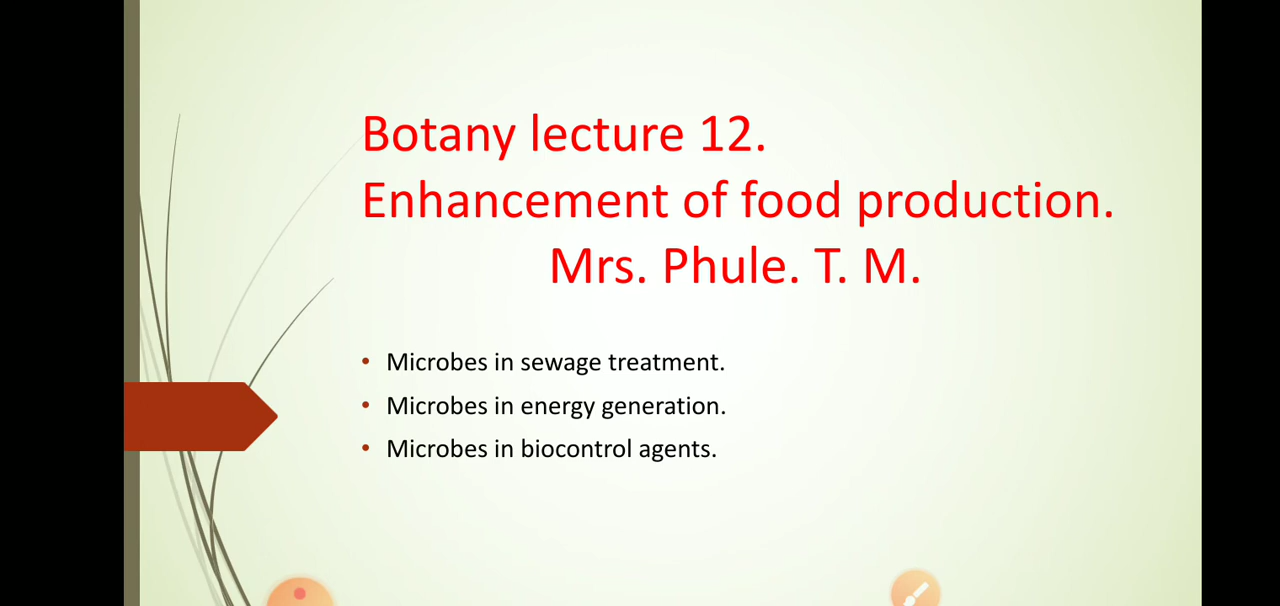 Botany lecture 12.
Enhancement of food production.
Mrs. Phule. T. M.
• Microbes in sewage treatment.
• Microbes in energy generation.
• Microbes in biocontrol agents.